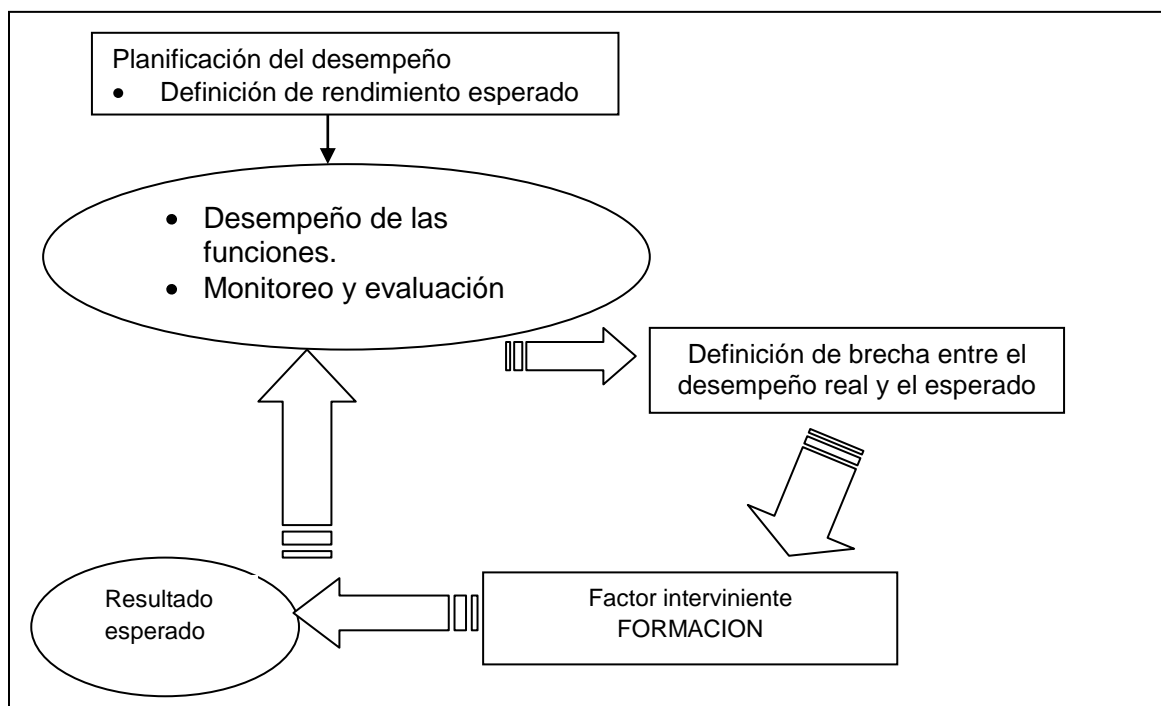 Planificación del desempeño
• Definición de rendimiento esperado
• Desempeño de las
funciones.
• Monitoreo y evaluación
Definición de brecha entre el
desempeño real y el esperado
Factor interviniente
FORMACION
Resultado
esperado